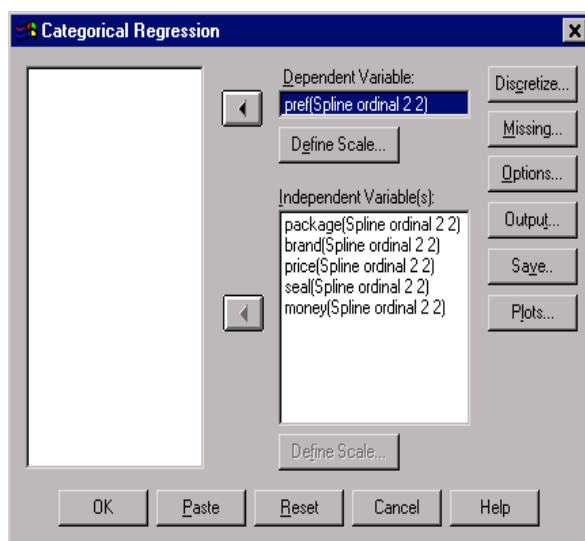 Categorical Regression
Dependent Variable:
pref(Spline ordinal 2 2)
Define Scale...
Independent Variable(s):
package(Spline ordinal 2 2)
brand(Spline ordinal 2 2)
price(Spline ordinal 2 2)
seal(Spline ordinal 2 2)
money(Spline ordinal 2 2)
Define Scale...
Discretize...
Missing...
Options...
Output...
Save..
Plots...
OK
Paste
Reset
Cancel
Help